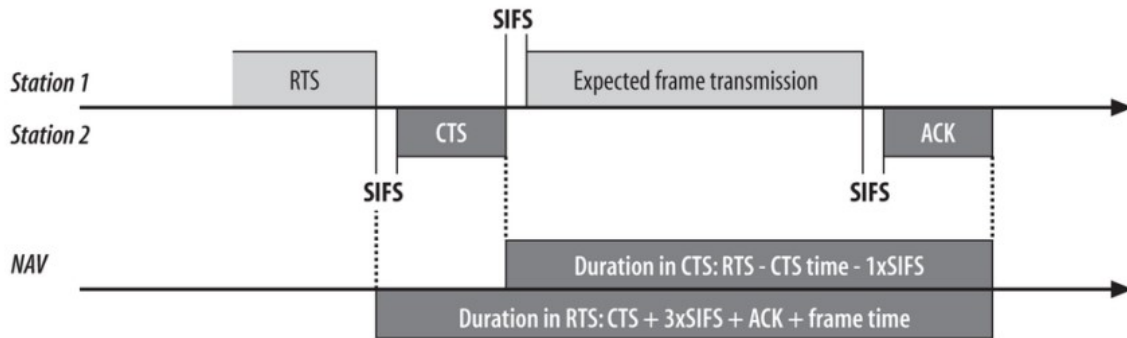 SIFS
Station 1
RTS
Expected frame transmission
Station 2
CTS
ACK
SIFS
SIFS
NAV
Duration in CTS: RTS - CTS time - 1xSIFS
Duration in RTS: CTS + 3xSIFS + ACK + frame time